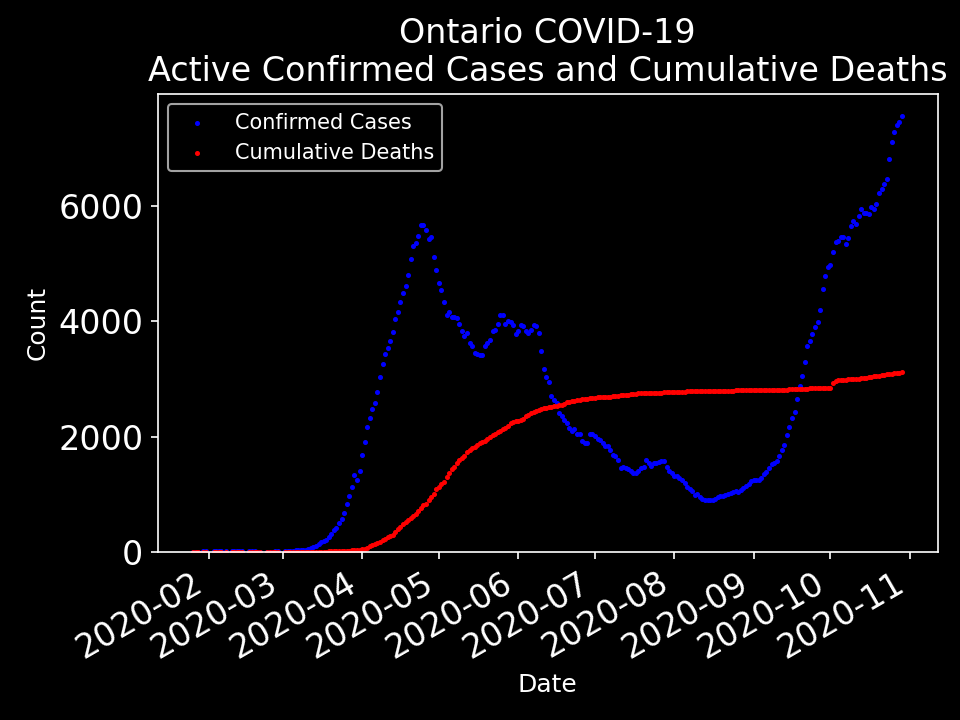 Ontario COVID-19
Active Confirmed Cases and Cumulative Deaths
Confirmed Cases
Cumulative Deaths
6000
4000
2000
0
Count
2020-02
2020-03
2020-04
2020-05
2020-06
2020-07
2020-08
2020-09
2020-10
2020-11
Date